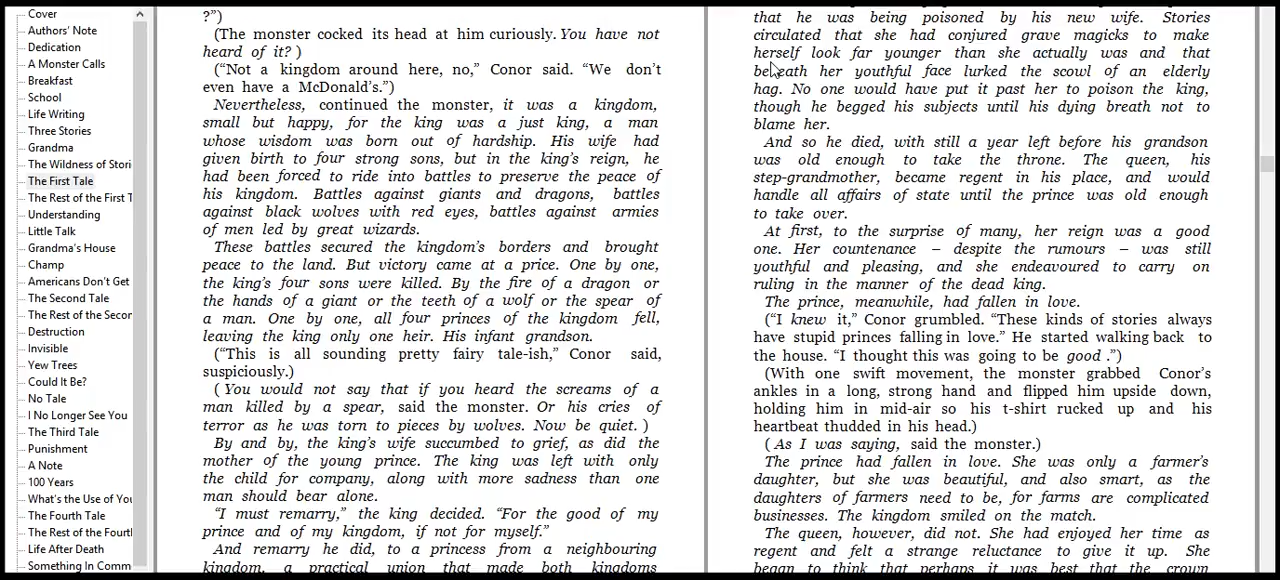 Cover
Authors' Note
Dedication
A Monster Calls
Breakfast
School
Life Writing
Three Stories
Grandma
The Wildness of Stori
The First Tale
The Rest of the First T
Understanding
Little Talk
Grandma's House
Champ
Americans Don't Get
The Second Tale
The Rest of the Secor
Destruction
Invisible
Yew Trees
Could It Be?
No Tale
I No Longer See You
The Third Tale
Punishment
A Note
100 Years
What's the Use of You
The Fourth Tale
The Rest of the Fourt
Life After Death
Something In Comm
?”)
(The monster cocked its head at him curiously. You have not
heard of it? )
(“Not a kingdom around here, no,” Conor said. “We don’t
even have a McDonald’s.”)
Nevertheless, continued the monster, it was a kingdom,
small but happy, for the king was a just king, a man
whose wisdom was born out of hardship. His wife had
given birth to four strong sons, but in the king’s reign, he
had been forced to ride into battles to preserve the peace of
his kingdom. Battles against giants and dragons, battles
against black wolves with red eyes, battles against armies
of men led by great wizards.
These battles secured the kingdom’s borders and brought
peace to the land. But victory came at a price. One by one,
the king’s four sons were killed. By the fire of a dragon or
the hands of a giant or the teeth of a wolf or the spear of
a man. One by one, all four princes of the kingdom fell,
leaving the king only one heir. His infant grandson.
(“This is all sounding pretty fairy tale-ish,” Conor said,
suspiciously.)
( You would not say that if you heard the screams of a
man killed by a spear, said the monster. Or his cries of
terror as he was torn to pieces by wolves. Now be quiet. )
By and by, the king’s wife succumbed to grief, as did the
mother of the young prince. The king was left with only
the child for company, along with more sadness than one
man should bear alone.
“I must remarry,” the king decided. “For the good of my
prince and of my kingdom, if not for myself.”
And remarry he did, to a princess from a neighbouring
kingdom, a practical union that made both kingdoms
that he was being poisoned by his new wife. Stories
circulated that she had conjured grave magicks to make
herself look far younger than she actually was and that
beneath her youthful face lurked the scowl of an elderly
hag. No one would have put it past her to poison the king,
though he begged his subjects until his dying breath not to
blame her.
And so he died, with still a year left before his grandson
was old enough to take the throne. The queen, his
step-grandmother, became regent in his place, and would
handle all affairs of state until the prince was old enough
to take over.
At first, to the surprise of many, her reign was a good
one. Her countenance – despite the rumours – was still
youthful and pleasing, and she endeavoured to carry on
ruling in the manner of the dead king.
The prince, meanwhile, had fallen in love.
(“I knew it,” Conor grumbled. “These kinds of stories always
have stupid princes falling in love.” He started walking back to
the house. “I thought this was going to be good .”)
(With one swift movement, the monster grabbed Conor’s
ankles in a long, strong hand and flipped him upside down,
holding him in mid-air so his t-shirt rucked up and his
heartbeat thudded in his head.)
( As I was saying, said the monster.)
The prince had fallen in love. She was only a farmer’s
daughter, but she was beautiful, and also smart, as the
daughters of farmers need to be, for farms are complicated
businesses. The kingdom smiled on the match.
The queen, however, did not. She had enjoyed her time as
regent and felt a strange reluctance to give it up. She
began to think that perhaps it was best that the crown